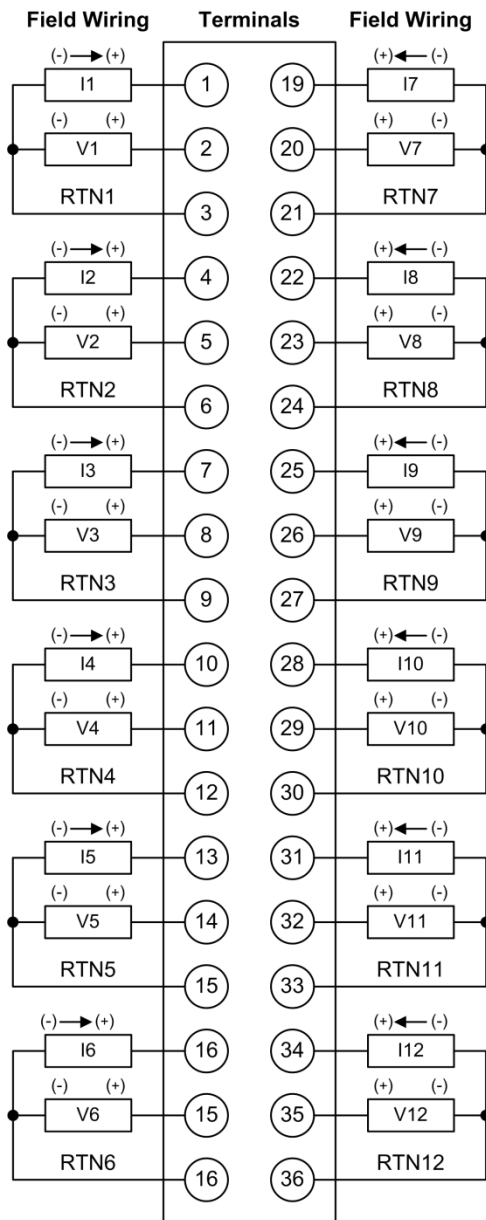 Field Wiring Terminals Field Wiring
(-) (+) (+) (-)
I1 1 19 I7
(-) (+) (+) (-)
V1 2 20 V7
RTN1 3 21 RTN7
(-) (+) (+) (-)
I2 4 22 I8
(-) (+) (+) (-)
V2 5 23 V8
RTN2 6 24 RTN8
(-) (+) (+) (-)
I3 7 25 I9
(-) (+) (+) (-)
V3 8 26 V9
RTN3 9 27 RTN9
(-) (+) (+) (-)
I4 10 28 I10
(-) (+) (+) (-)
V4 11 29 V10
RTN4 12 30 RTN10
(-) (+) (+) (-)
I5 13 31 I11
(-) (+) (+) (-)
V5 14 32 V11
RTN5 15 33 RTN11
(-) (+) (+) (-)
I6 16 34 I12
(-) (+) (+) (-)
V6 15 35 V12
RTN6 16 36 RTN12